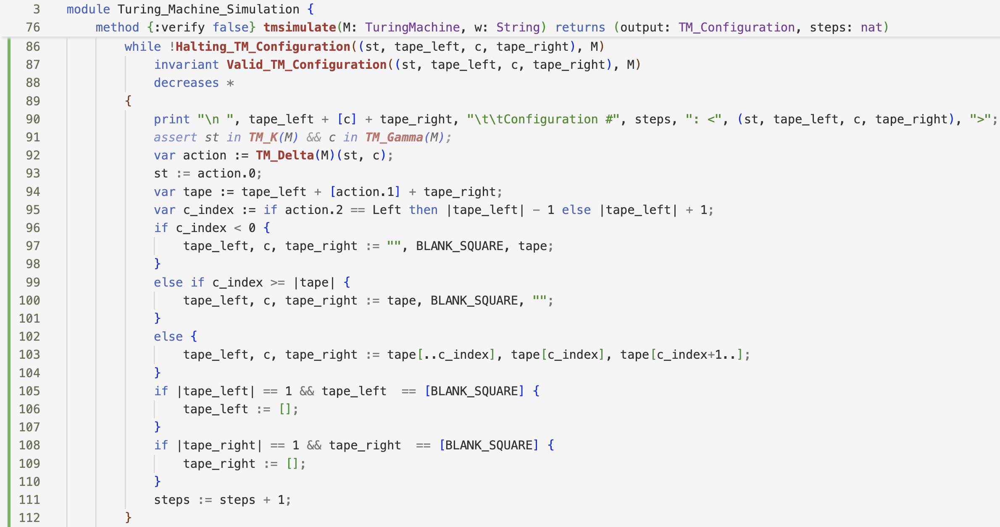 3 module Turing_Machine_Simulation {
76 method {:verify false} tmsimulate(M: TuringMachine, w: String) returns (output: TM_Configuration, steps: nat)
86 while !Halting_TM_Configuration((st, tape_left, c, tape_right), M)
87 invariant Valid_TM_Configuration((st, tape_left, c, tape_right), M)
88 decreases *
89 {
90 print "\n ", tape_left + [c] + tape_right, "\t\tConfiguration #", steps, ": <", (st, tape_left, c, tape_right), ">";
91 assert st in TM_K(M) && c in TM_Gamma(M);
92 var action := TM_Delta(M)(st, c);
93 st := action.0;
94 var tape := tape_left + [action.1] + tape_right;
95 var c_index := if action.2 == Left then |tape_left| - 1 else |tape_left| + 1;
96 if c_index < 0 {
97 tape_left, c, tape_right := "", BLANK_SQUARE, tape;
98 }
99 else if c_index >= |tape| {
100 tape_left, c, tape_right := tape, BLANK_SQUARE, "";
101 }
102 else {
103 tape_left, c, tape_right := tape[..c_index], tape[c_index], tape[c_index+1..];
104 }
105 if |tape_left| == 1 && tape_left  == [BLANK_SQUARE] {
106 tape_left := [];
107 }
108 if |tape_right| == 1 && tape_right  == [BLANK_SQUARE] {
109 tape_right := [];
110 }
111 steps := steps + 1;
112 }